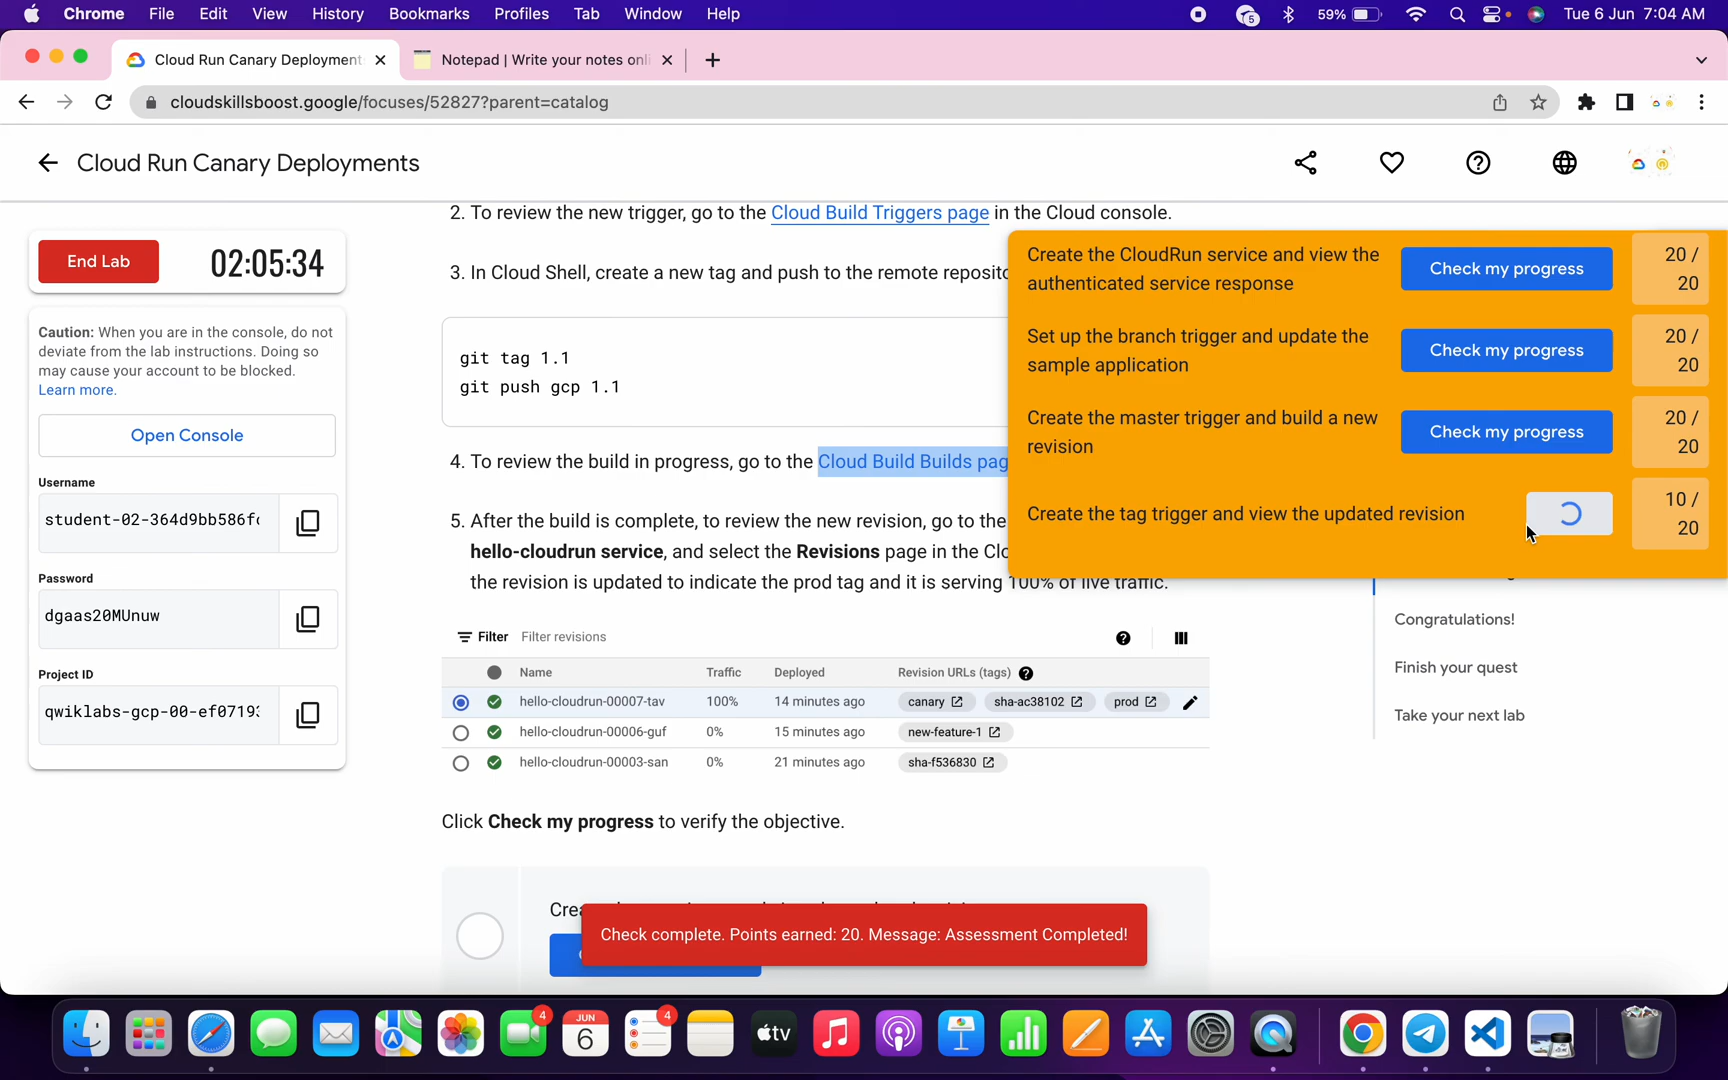 Chrome File Edit View History Bookmarks Profiles Tab Window Help
5 59% Tue 6 Jun 7:04 AM
Cloud Run Canary Deployment
Notepad | Write your notes onli
cloudskillsboost.google/focuses/52827?parent=catalog
Cloud Run Canary Deployments
End Lab 02:05:34
Caution: When you are in the console, do not
deviate from the lab instructions. Doing so
may cause your account to be blocked.
Learn more.
Open Console
Username
student-02-364d9bb586f
Password
dgaas20MUnuw
Project ID
qwiklabs-gcp-00-ef0719
2. To review the new trigger, go to the Cloud Build Triggers page in the Cloud console.
3. In Cloud Shell, create a new tag and push to the remote reposito
git tag 1.1
git push gcp 1.1
4. To review the build in progress, go to the Cloud Build Builds pag
5. After the build is complete, to review the new revision, go to the
hello-cloudrun service, and select the Revisions page in the Clo
the revision is updated to indicate the prod tag and it is serving 100% of live traffic.
Filter Filter revisions
Name Traffic Deployed Revision URLs (tags)
hello-cloudrun-00007-tav 100% 14 minutes ago canary sha-ac38102 prod
hello-cloudrun-00006-guf 0% 15 minutes ago new-feature-1
hello-cloudrun-00003-san 0% 21 minutes ago sha-f536830
Click Check my progress to verify the objective.
Check complete. Points earned: 20. Message: Assessment Completed!
Create the CloudRun service and view the
authenticated service response
Check my progress
20 /
20
Set up the branch trigger and update the
sample application
Check my progress
20 /
20
Create the master trigger and build a new
revision
Check my progress
20 /
20
Create the tag trigger and view the updated revision
10 /
20
Congratulations!
Finish your quest
Take your next lab
4
JUN
6
4
tv